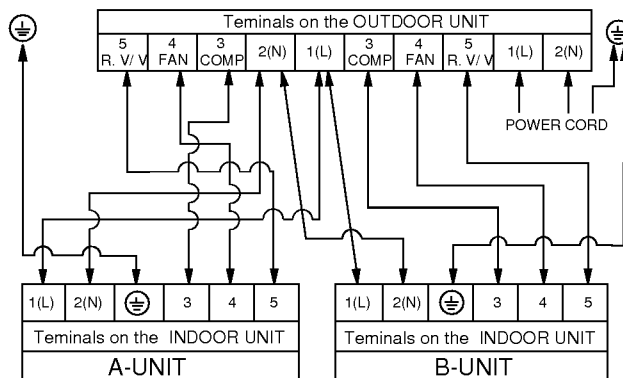 Teminals on the OUTDOOR UNIT
5 4 3 2(N) 1(L) 3 4 5 1(L) 2(N)
R. V/ V FAN COMP COMP FAN R. V/ V
POWER CORD
1(L) 2(N) 3 4 5
1(L) 2(N) 3 4 5
Teminals on the INDOOR UNIT
Teminals on the INDOOR UNIT
A-UNIT
B-UNIT